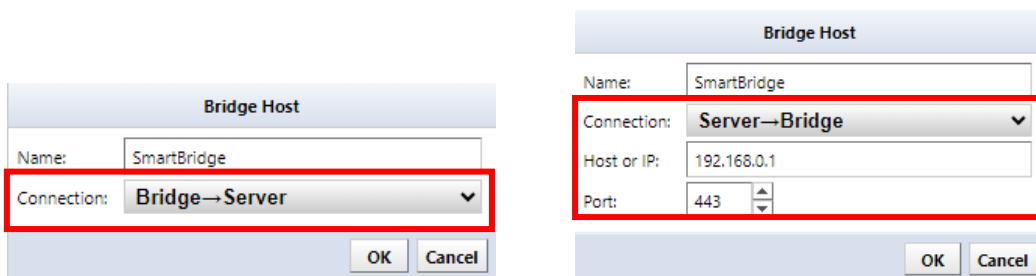 Bridge Host
Name: SmartBridge
Connection: Bridge→Server
OK Cancel
Bridge Host
Name: SmartBridge
Connection: Server→Bridge
Host or IP: 192.168.0.1
Port: 443
OK Cancel